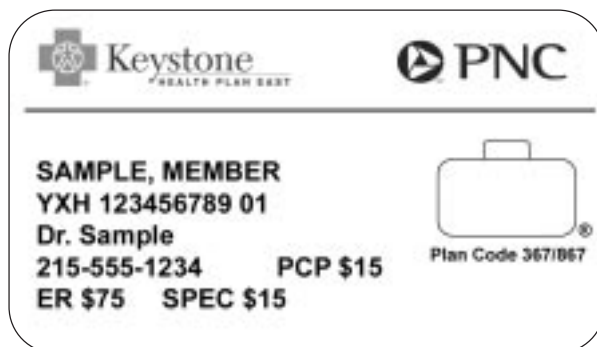 Keystone
HEALTH PLAN EAST
PNC
SAMPLE, MEMBER
YXH 123456789 01
Dr. Sample
215-555-1234 PCP $15
ER $75 SPEC $15
®
Plan Code 367/867